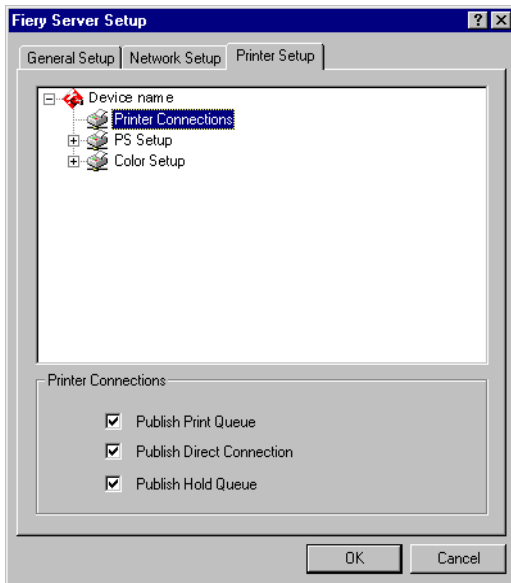 Fiery Server Setup
General Setup Network Setup Printer Setup
Device name
Printer Connections
PS Setup
Color Setup
Printer Connections
Publish Print Queue
Publish Direct Connection
Publish Hold Queue
OK Cancel